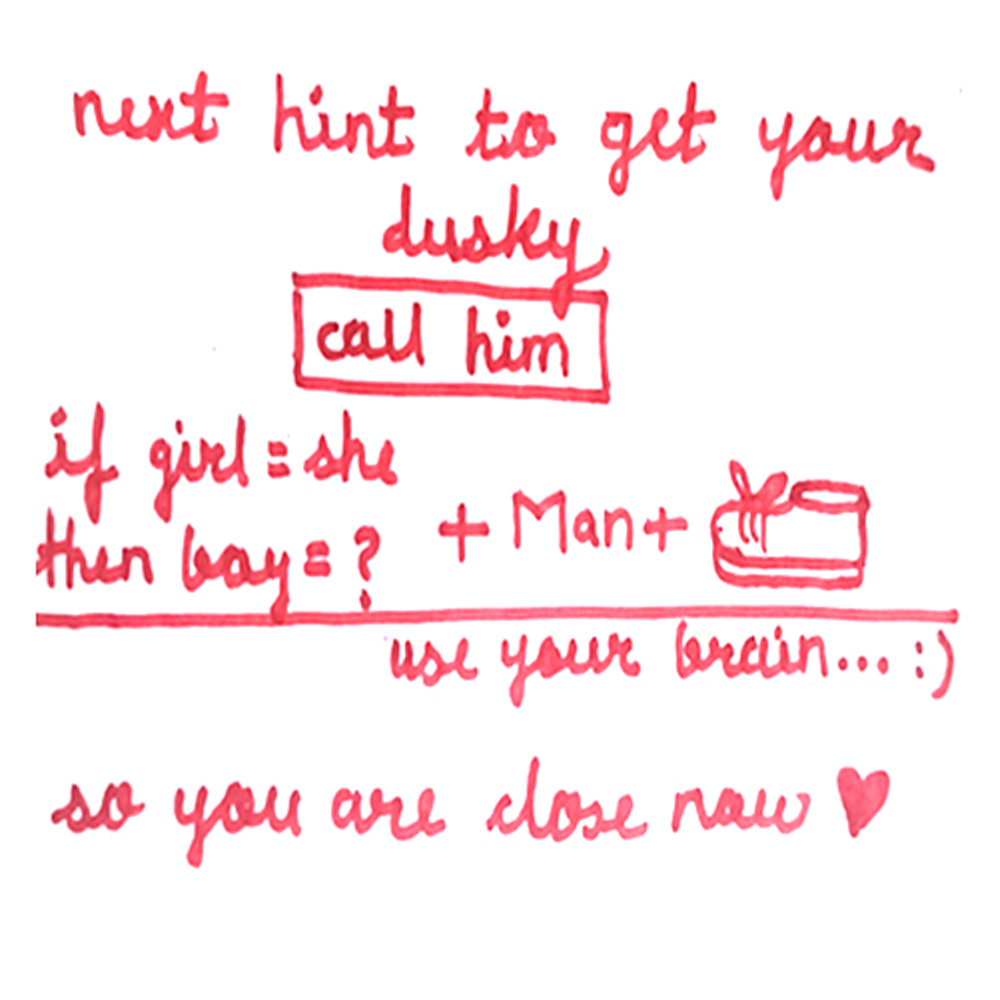 next hint to get your
dusky
call him
if girl = she
then boy = ? + Man +
use your brain... :)
so you are close now ♥